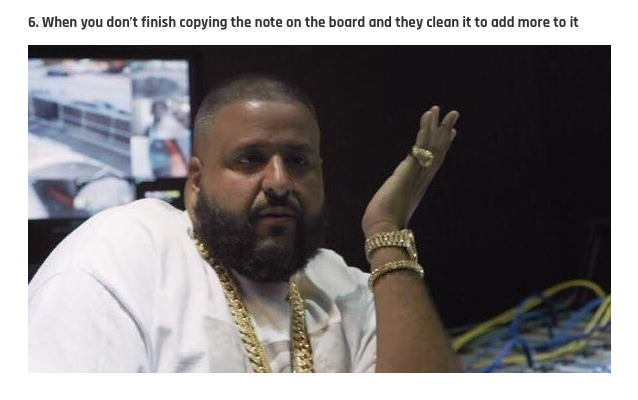 6. When you don't finish copying the note on the board and they clean it to add more to it